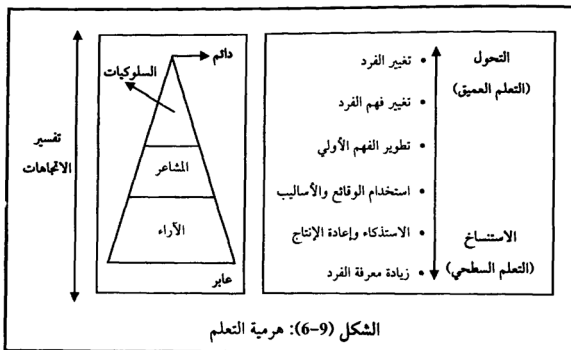 التحول
(التعلم العميق)
الاستنساخ
(التعلم السطحي)
• تغيير الفرد
• تغيير فهم الفرد
• تطوير الفهم الأولي
• استخدام الوقائع والأساليب
• الاستذكاء وإعادة الإنتاج
• زيادة معرفة الفرد
دائم
السلوكيات
المشاعر
الآراء
عابر
تفسير
الاتجاهات
الشكل (9-6): هرمية التعلم